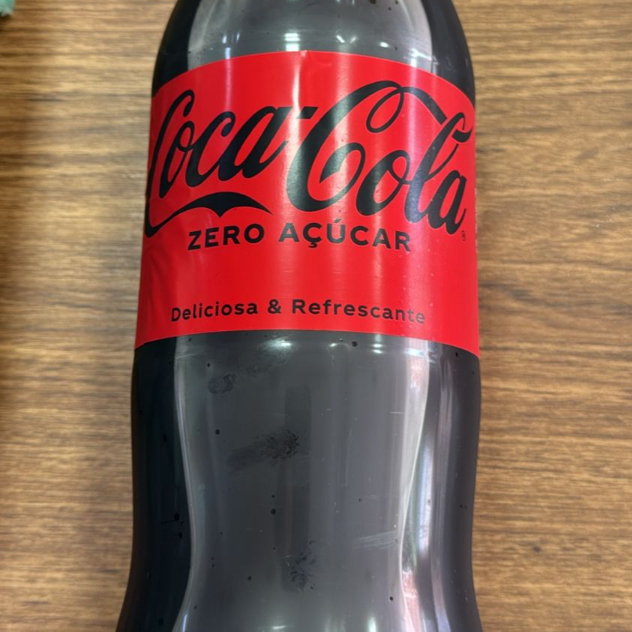 Coca-Cola
ZERO AÇÚCAR
Deliciosa & Refrescante